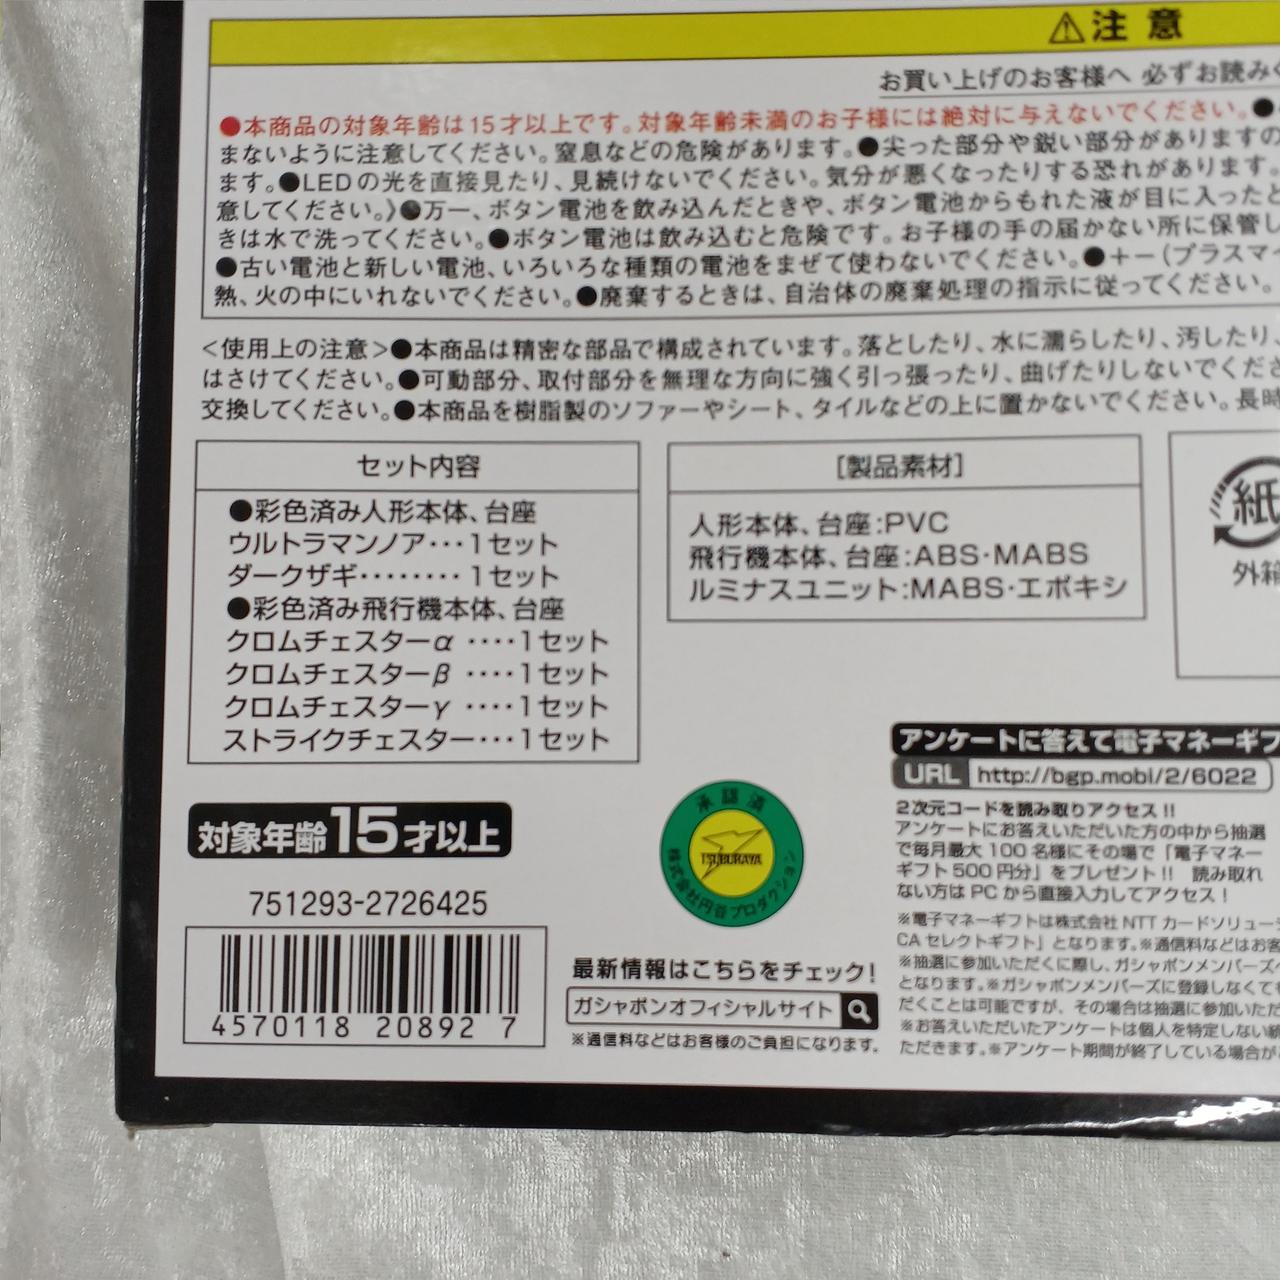 ⚠注意
お買い上げのお客様へ 必ずお読みく
●本商品の対象年齢は15才以上です。対象年齢未満のお子様には絶対に与えないでください。●
まないように注意してください。窒息などの危険があります。●尖った部分や鋭い部分がありますの
ます。●LEDの光を直接見たり、見続けないでください。気分が悪くなったりする恐れがあります。
意してください。》●万一、ボタン電池を飲み込んだときや、ボタン電池からもれた液が目に入ったと
きは水で洗ってください。●ボタン電池は飲み込むと危険です。お子様の手の届かない所に保管し
●古い電池と新しい電池、いろいろな種類の電池をまぜて使わないでください。●+-(プラスマイ
熱、火の中にいれないでください。●廃棄するときは、自治体の廃棄処理の指示に従ってください。
<使用上の注意>●本商品は精密な部品で構成されています。落としたり、水に濡らしたり、汚したり、
はさけてください。●可動部分、取付部分を無理な方向に強く引っ張ったり、曲げたりしないでくださ
交換してください。●本商品を樹脂製のソファーやシート、タイルなどの上に置かないでください。長時
セット内容
●彩色済み人形本体、台座
ウルトラマンノア・・・1セット
ダークザギ・・・・・・・・1セット
●彩色済み飛行機本体、台座
クロムチェスターα ・・・・1セット
クロムチェスターβ ・・・・1セット
クロムチェスターγ ・・・・1セット
ストライクチェスター・・・1セット
[製品素材]
人形本体、台座:PVC
飛行機本体、台座:ABS・MABS
ルミナスユニット:MABS・エポキシ
紙
外箱
対象年齢15才以上
751293-2726425
4570118 20892 7
承認済
TSUBURAYA
株式会社円谷プロダクション
最新情報はこちらをチェック!
ガシャポンオフィシャルサイト
※通信料などはお客様のご負担になります。
アンケートに答えて電子マネーギフ
URL http://bgp.mobi/2/6022
2次元コードを読み取りアクセス!!
アンケートにお答えいただいた方の中から抽選
で毎月最大100名様にその場で「電子マネー
ギフト500円分」をプレゼント!! 読み取れ
ない方はPCから直接入力してアクセス!
※電子マネーギフトは株式会社NTTカードソリュー
CAセレクトギフト」となります。※通信料などはお客
※抽選に参加いただくに際し、ガシャポンメンバーズ
となります。※ガシャポンメンバーズに登録しなくても
だくことは可能ですが、その場合は抽選に参加いただ
※お答えいただいたアンケートは個人を特定しない
ただきます。※アンケート期間が終了している場合が